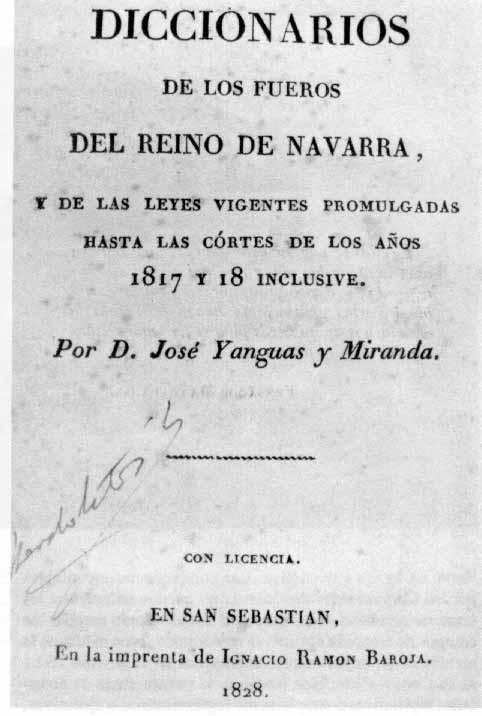 DICCIONARIOS
DE LOS FUEROS
DEL REINO DE NAVARRA,
Y DE LAS LEYES VIGENTES PROMULGADAS
HASTA LAS CÓRTES DE LOS AÑOS
1817 Y 18 INCLUSIVE.
Por D. José Yanguas y Miranda.
CON LICENCIA.
EN SAN SEBASTIAN,
En la imprenta de IGNACIO RAMON BAROJA.
1828.